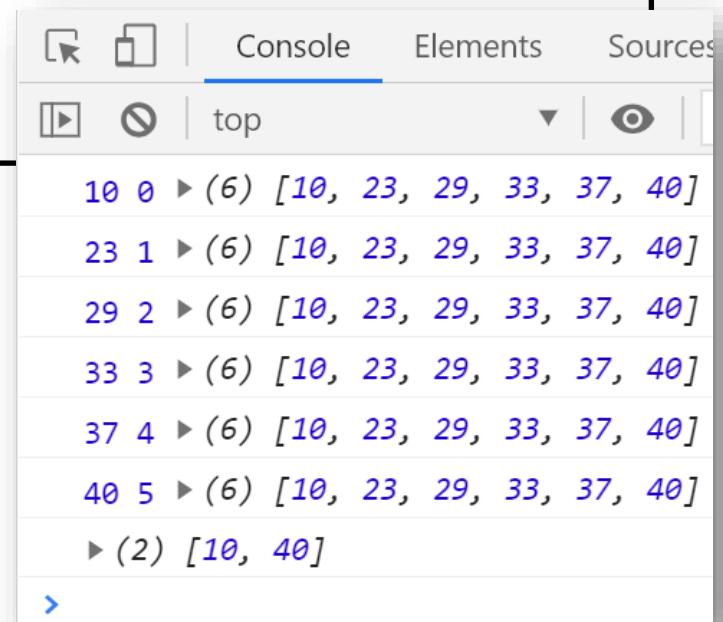 Console Elements Sources
top
10 0 (6) [10, 23, 29, 33, 37, 40]
23 1 (6) [10, 23, 29, 33, 37, 40]
29 2 (6) [10, 23, 29, 33, 37, 40]
33 3 (6) [10, 23, 29, 33, 37, 40]
37 4 (6) [10, 23, 29, 33, 37, 40]
40 5 (6) [10, 23, 29, 33, 37, 40]
(2) [10, 40]